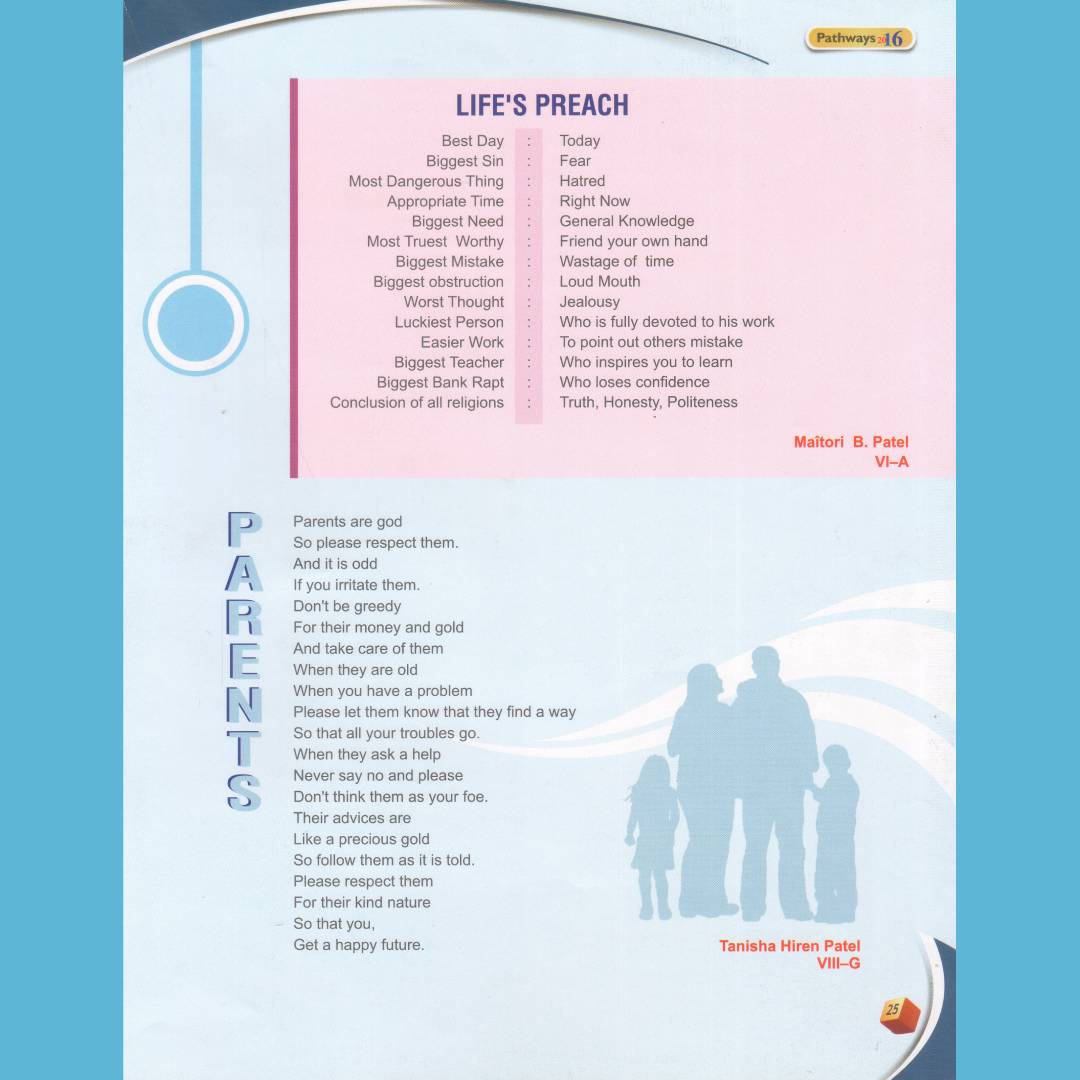 Pathways 2016
LIFE'S PREACH
Best Day : Today
Biggest Sin : Fear
Most Dangerous Thing : Hatred
Appropriate Time : Right Now
Biggest Need : General Knowledge
Most Truest Worthy : Friend your own hand
Biggest Mistake : Wastage of time
Biggest obstruction : Loud Mouth
Worst Thought : Jealousy
Luckiest Person : Who is fully devoted to his work
Easier Work : To point out others mistake
Biggest Teacher : Who inspires you to learn
Biggest Bank Rapt : Who loses confidence
Conclusion of all religions : Truth, Honesty, Politeness
Maîtori B. Patel
VI–A
PARENTS
Parents are god
So please respect them.
And it is odd
If you irritate them.
Don't be greedy
For their money and gold
And take care of them
When they are old
When you have a problem
Please let them know that they find a way
So that all your troubles go.
When they ask a help
Never say no and please
Don't think them as your foe.
Their advices are
Like a precious gold
So follow them as it is told.
Please respect them
For their kind nature
So that you,
Get a happy future.
Tanisha Hiren Patel
VIII–G
25